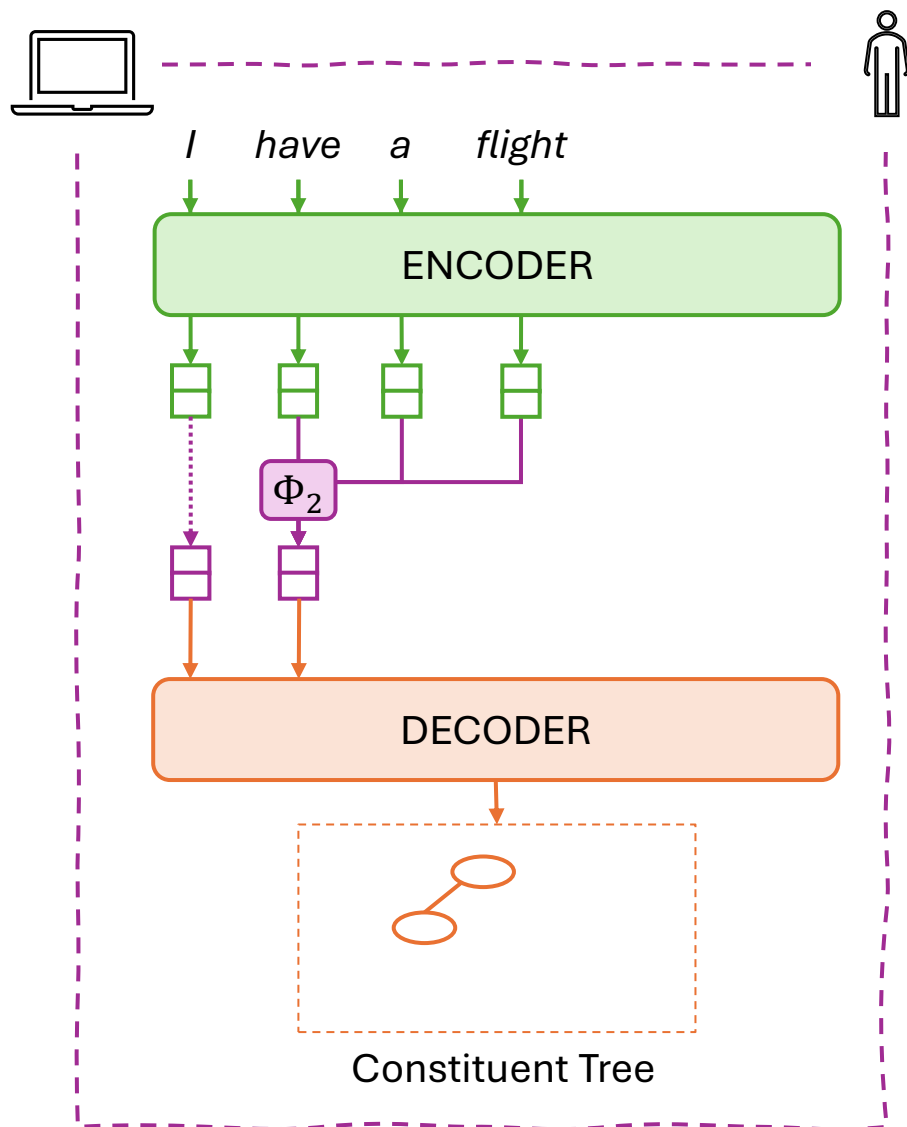 I have a flight
ENCODER
Φ₂
DECODER
Constituent Tree